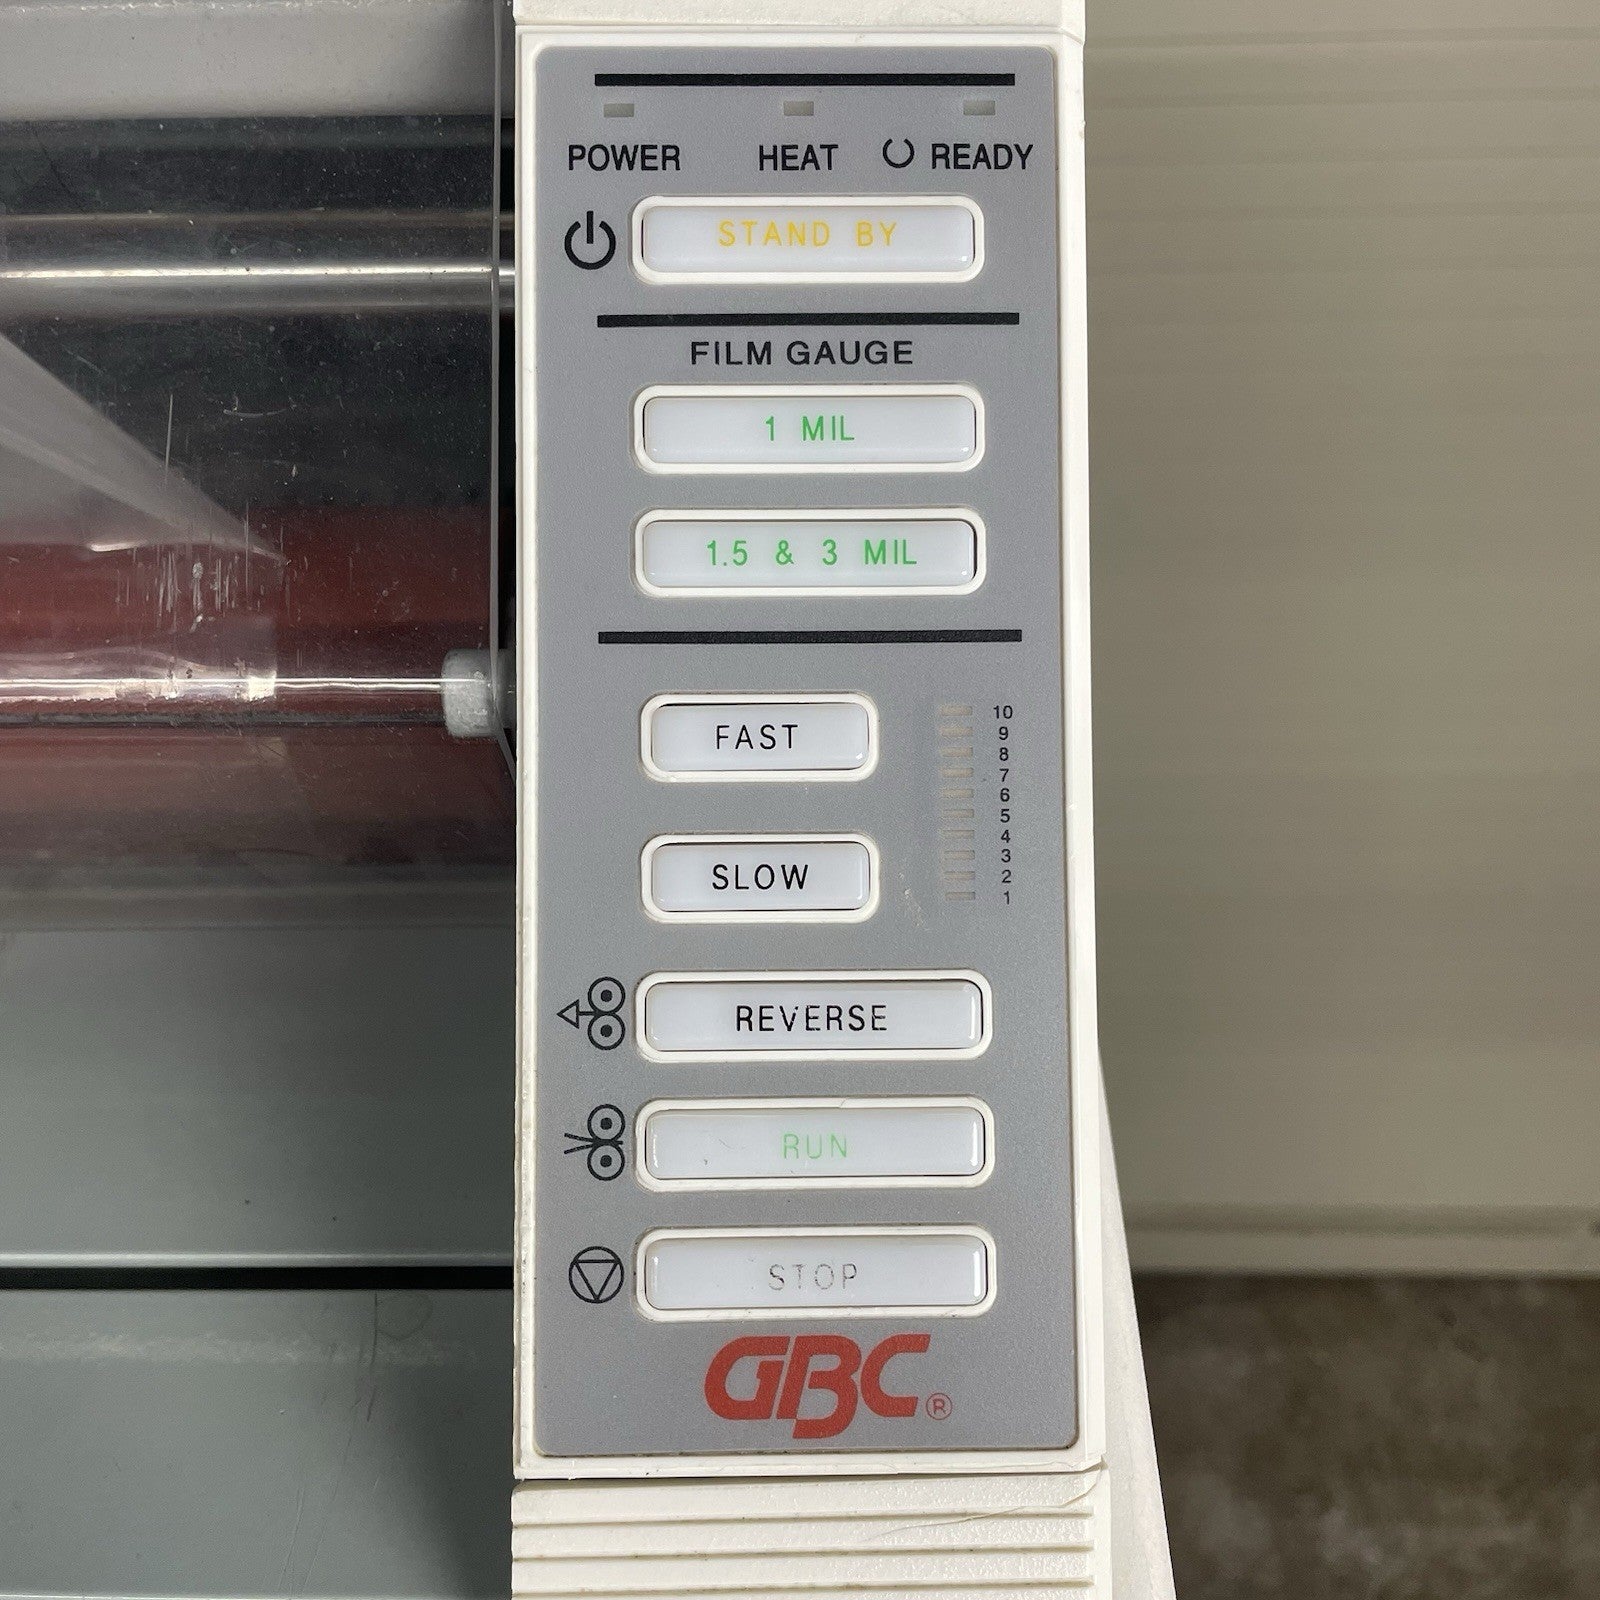 POWER HEAT READY
STAND BY
FILM GAUGE
1 MIL
1.5 & 3 MIL
FAST
10
9
8
7
6
5
4
3
2
1
SLOW
REVERSE
RUN
STOP
GBC®